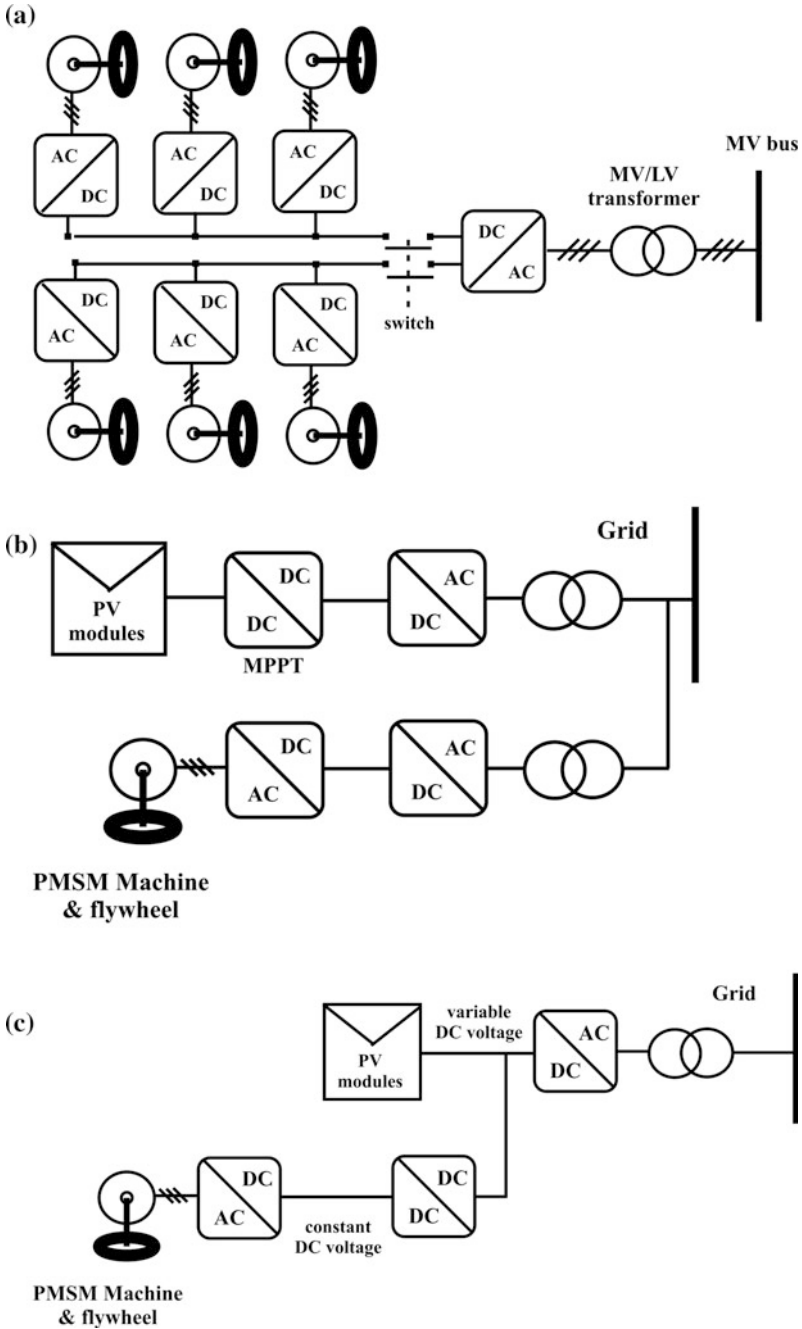 (a)
AC
DC
AC
DC
AC
DC
DC
AC
DC
AC
DC
AC
switch
DC
AC
MV/LV
transformer
MV bus
(b)
PV
modules
DC
DC
MPPT
AC
DC
Grid
DC
AC
AC
DC
PMSM Machine
& flywheel
(c)
PV
modules
variable
DC voltage
AC
DC
Grid
DC
AC
constant
DC voltage
DC
DC
PMSM Machine
& flywheel